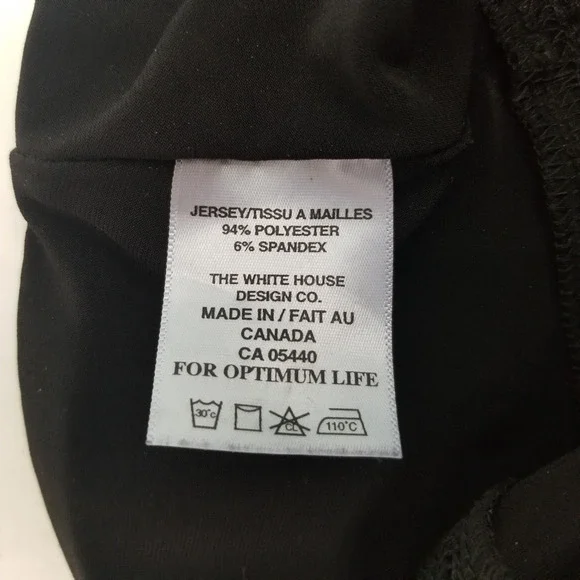 JERSEY/TISSU A MAILLES
94% POLYESTER
6% SPANDEX
THE WHITE HOUSE
DESIGN CO.
MADE IN / FAIT AU
CANADA
CA 05440
FOR OPTIMUM LIFE
30°C CL 110°C